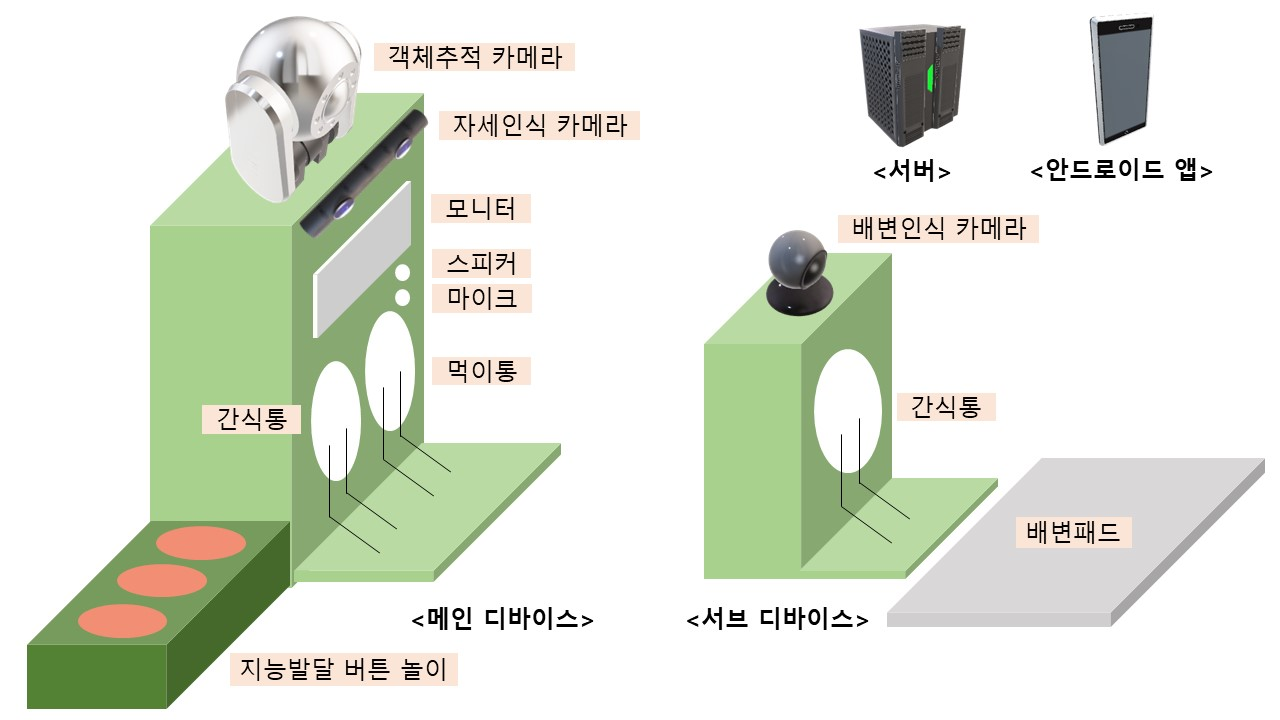 객체추적 카메라
자세인식 카메라
모니터
스피커
마이크
먹이통
간식통
<메인 디바이스>
지능발달 버튼 놀이
<서버>
<안드로이드 앱>
배변인식 카메라
간식통
배변패드
<서브 디바이스>